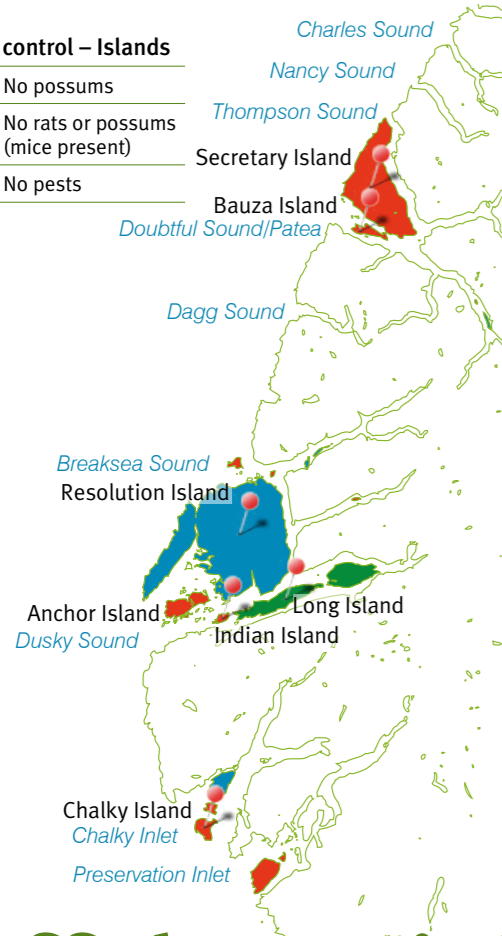 control – Islands
No possums
No rats or possums
(mice present)
No pests
Charles Sound
Nancy Sound
Thompson Sound
Secretary Island
Bauza Island
Doubtful Sound/Patea
Dagg Sound
Breaksea Sound
Resolution Island
Anchor Island
Long Island
Dusky Sound
Indian Island
Chalky Island
Chalky Inlet
Preservation Inlet